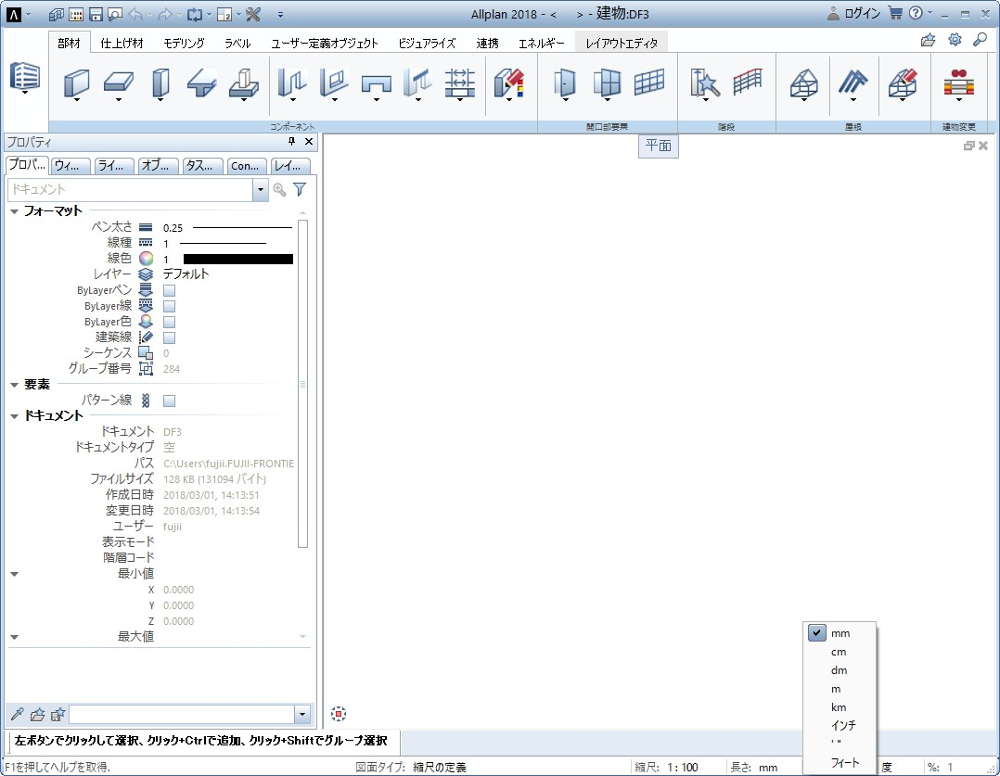 Allplan 2018 - <      > - 建物:DF3
ログイン
部材 仕上げ材 モデリング ラベル ユーザー定義オブジェクト ビジュアライズ 連携 エネルギー レイアウトエディタ
コンポーネント 開口部要素 階段 屋根 建物変更
プロパティ
平面
プロパ... ウィ... ライ... オブ... タス... Con... レイ...
ドキュメント
フォーマット
ペン太さ 0.25
線種 1
線色 1
レイヤー デフォルト
ByLayerペン
ByLayer線
ByLayer色
建築線
シーケンス 0
グループ番号 284
要素
パターン線
ドキュメント
ドキュメント DF3
ドキュメントタイプ 空
パス C:\Users\fujii.FUJII-FRONTIE
ファイルサイズ 128 KB (131094 バイト)
作成日時 2018/03/01, 14:13:51
変更日時 2018/03/01, 14:13:54
ユーザー fujii
表示モード
階層コード
最小値
X 0.0000
Y 0.0000
Z 0.0000
最大値
mm
cm
dm
m
km
インチ
' "
フィート
左ボタンでクリックして選択、クリック+Ctrlで追加、クリック+Shiftでグループ選択
F1を押してヘルプを取得. 図面タイプ: 縮尺の定義 縮尺: 1 : 100 長さ: mm 度 %: 1